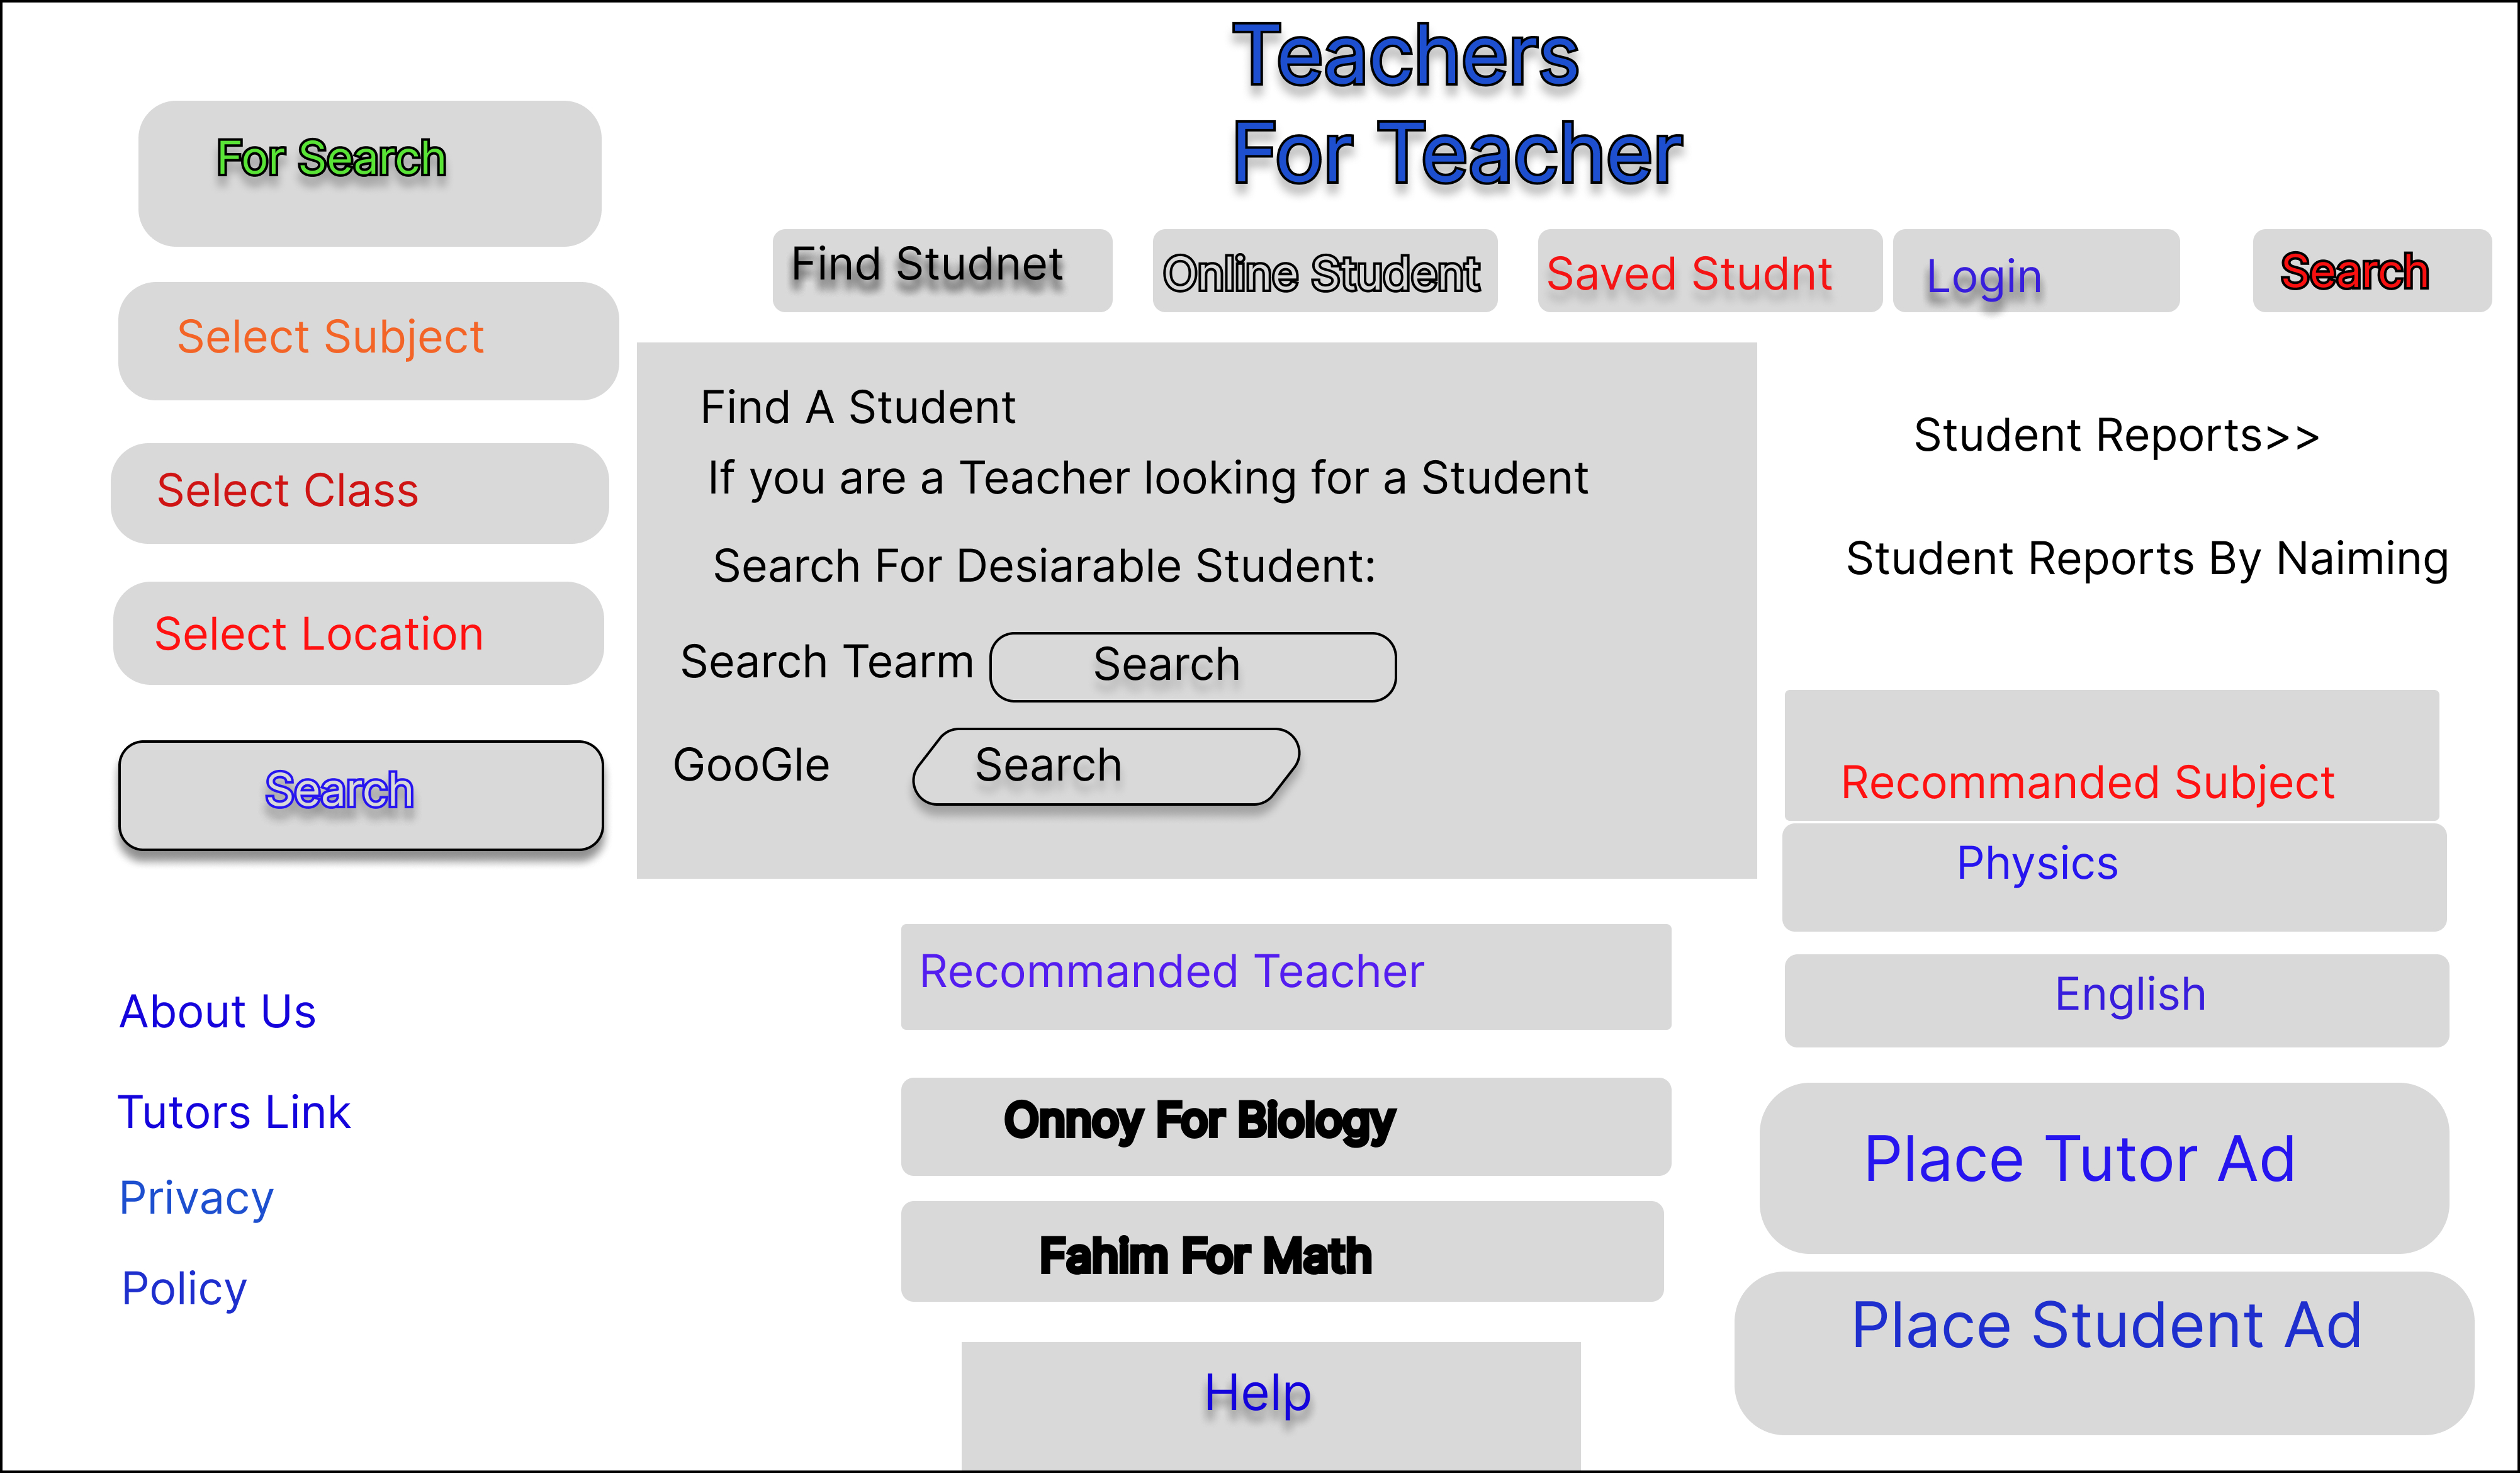 Teachers
For Teacher
For Search
Select Subject
Select Class
Select Location
Search
About Us
Tutors Link
Privacy
Policy
Find Studnet
Online Student
Saved Studnt
Login
Search
Find A Student
If you are a Teacher looking for a Student
Search For Desiarable Student:
Search Tearm
Search
GooGle
Search
Recommanded Teacher
Onnoy For Biology
Fahim For Math
Help
Student Reports>>
Student Reports By Naiming
Recommanded Subject
Physics
English
Place Tutor Ad
Place Student Ad